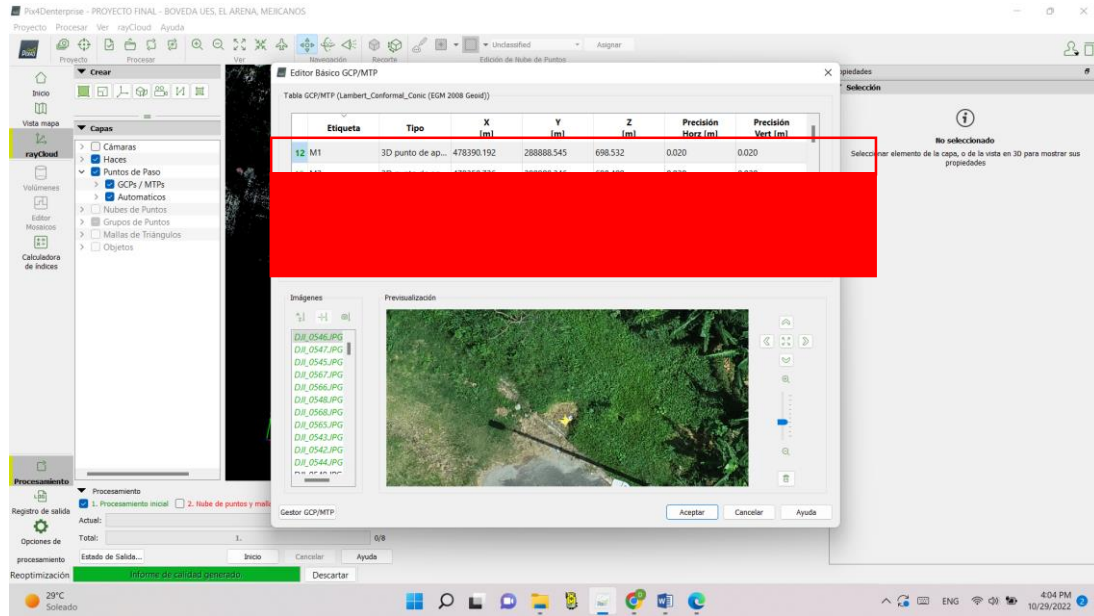 Pix4Denterprise - PROYECTO FINAL - BOVEDA UES, EL ARENA, MEJICANOS
Proyecto Procesar Ver rayCloud Ayuda
Unclassified Asignar
Proyecto Procesar Ver Navegación Recorte Edición de Nube de Puntos
Inicio
Vista mapa
rayCloud
Volúmenes
Editor
Mosaicos
Calculadora
de índices
Crear
Capas
Cámaras
Haces
Puntos de Paso
GCPs / MTPs
Automaticos
Nubes de Puntos
Grupos de Puntos
Mallas de Triángulos
Objetos
Editor Básico GCP/MTP
Tabla GCP/MTP (Lambert_Conformal_Conic (EGM 2008 Geoid))
Etiqueta Tipo X [m] Y [m] Z [m] Precisión Horz [m] Precisión Vert [m]
12 M1 3D punto de ap... 478390.192 288888.545 698.532 0.020 0.020
Imágenes
Previsualización
DJI_0546.JPG
DJI_0547.JPG
DJI_0545.JPG
DJI_0567.JPG
DJI_0566.JPG
DJI_0548.JPG
DJI_0568.JPG
DJI_0565.JPG
DJI_0543.JPG
DJI_0542.JPG
DJI_0544.JPG
Gestor GCP/MTP Aceptar Cancelar Ayuda
opiedades
Selección
No seleccionado
Seleccionar elemento de la capa, o de la vista en 3D para mostrar sus
propiedades
Procesamiento
Registro de salida
Opciones de
procesamiento
Reoptimización
Procesamiento
1. Procesamiento inicial 2. Nube de puntos y mall
Actual:
Total: 1. 0/8
Estado de Salida... Inicio Cancelar Ayuda
informe de calidad generado. Descartar
29°C
Soleado
ENG
4:04 PM
10/29/2022
2